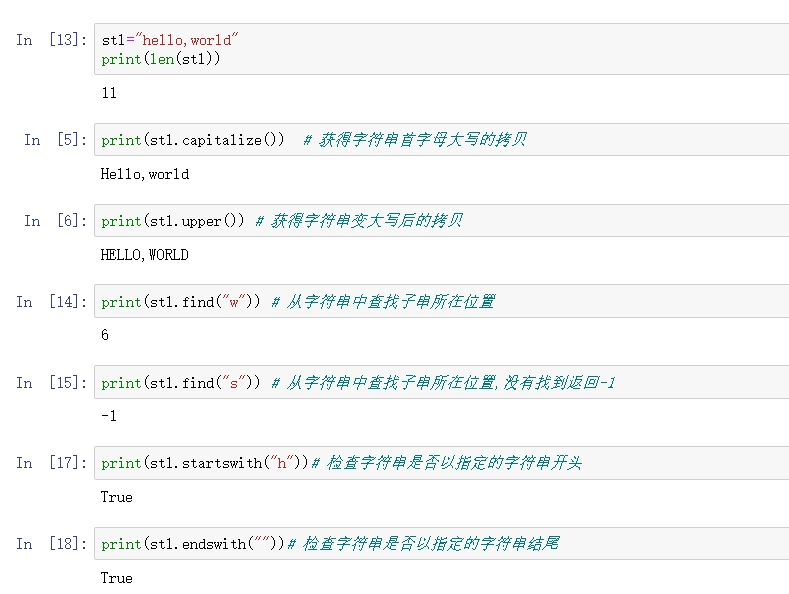 In [13]: st1="hello,world"
print(len(st1))
11
In [5]: print(st1.capitalize()) # 获得字符串首字母大写的拷贝
Hello,world
In [6]: print(st1.upper()) # 获得字符串变大写后的拷贝
HELLO,WORLD
In [14]: print(st1.find("w")) # 从字符串中查找子串所在位置
6
In [15]: print(st1.find("s")) # 从字符串中查找子串所在位置,没有找到返回-1
-1
In [17]: print(st1.startswith("h"))# 检查字符串是否以指定的字符串开头
True
In [18]: print(st1.endswith(""))# 检查字符串是否以指定的字符串结尾
True